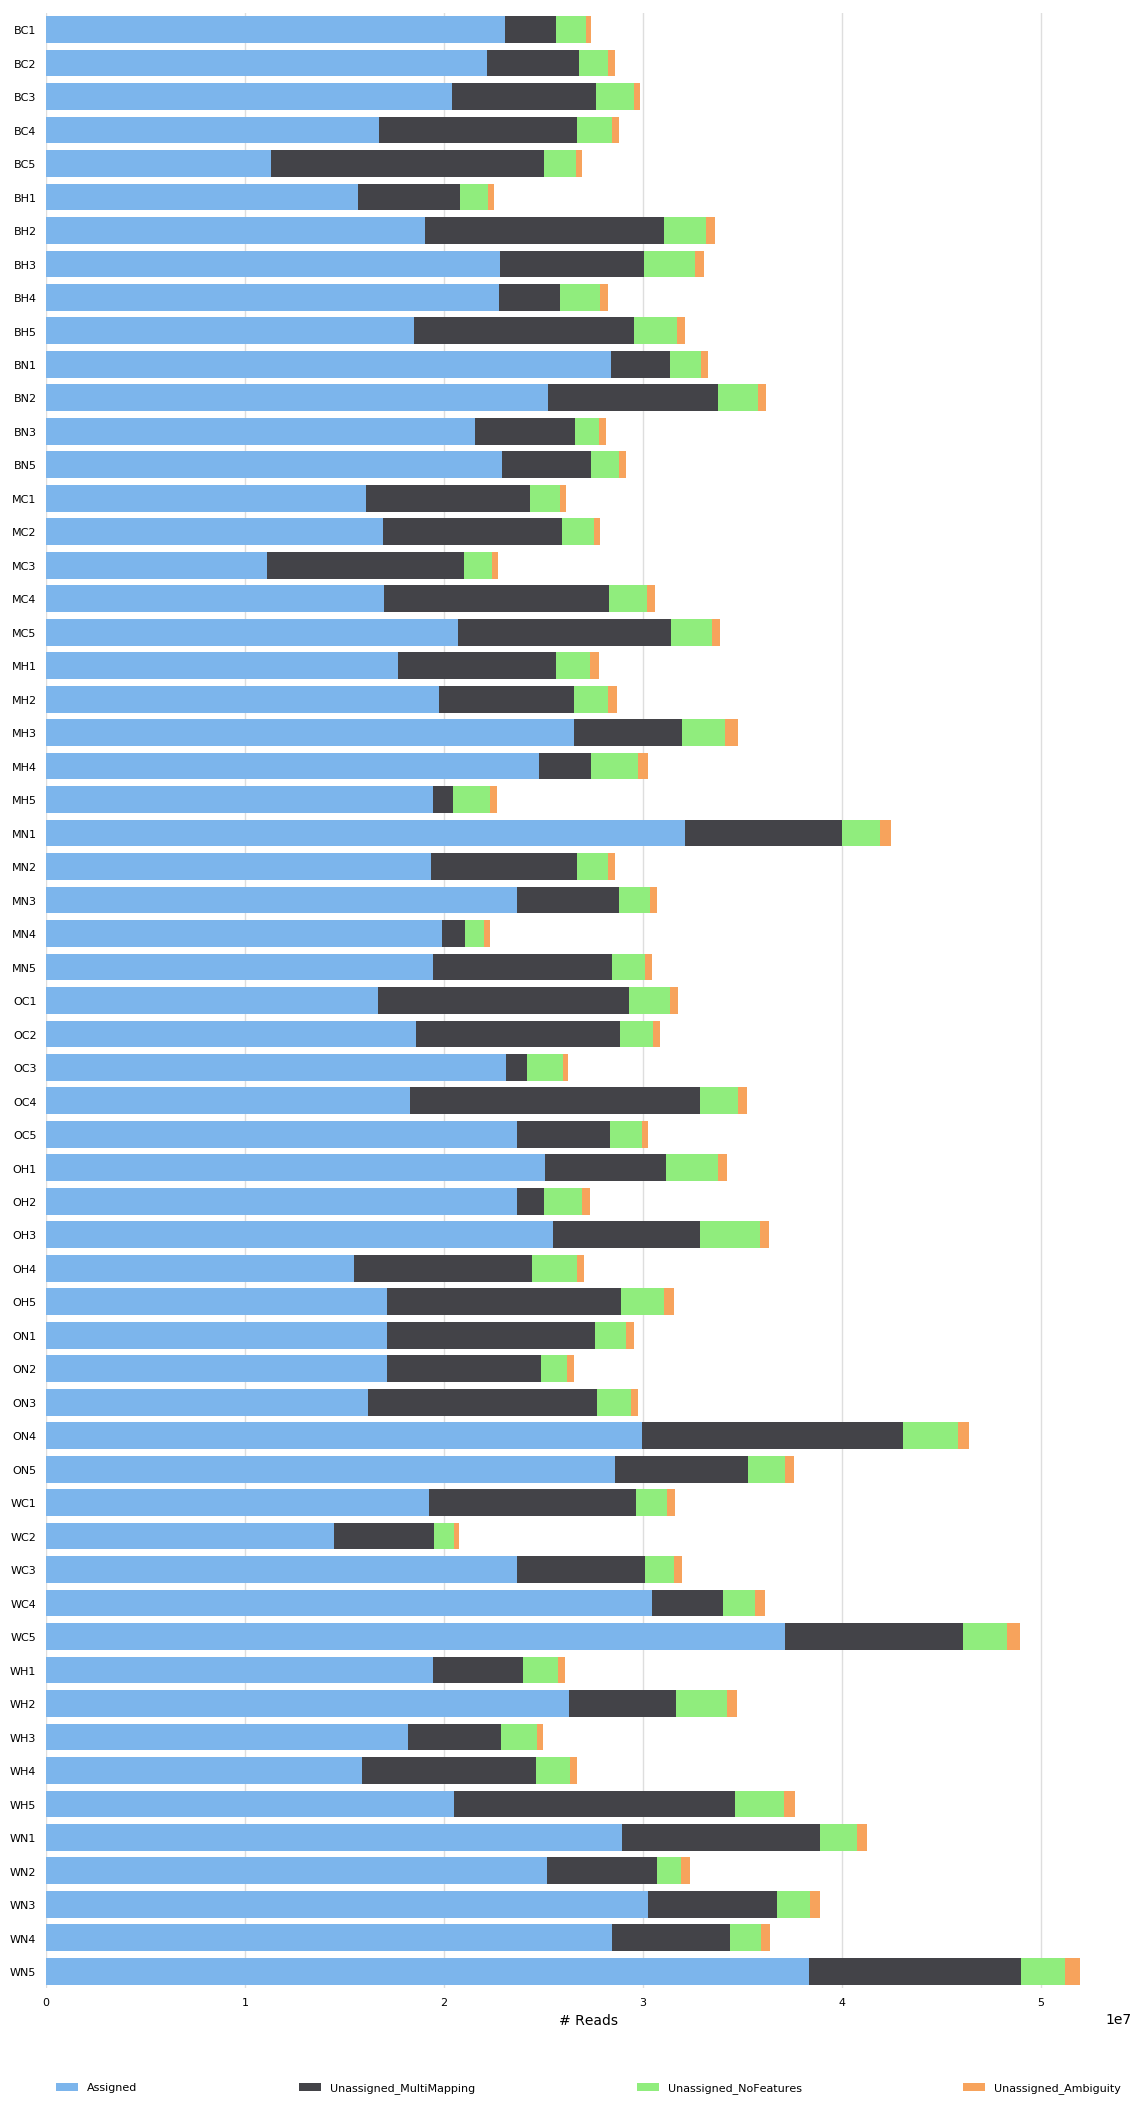 BC1
BC2
BC3
BC4
BC5
BH1
BH2
BH3
BH4
BH5
BN1
BN2
BN3
BN5
MC1
MC2
MC3
MC4
MC5
MH1
MH2
MH3
MH4
MH5
MN1
MN2
MN3
MN4
MN5
OC1
OC2
OC3
OC4
OC5
OH1
OH2
OH3
OH4
OH5
ON1
ON2
ON3
ON4
ON5
WC1
WC2
WC3
WC4
WC5
WH1
WH2
WH3
WH4
WH5
WN1
WN2
WN3
WN4
WN5
0 1 2 3 4 5
# Reads 1e7
Assigned Unassigned_MultiMapping Unassigned_NoFeatures Unassigned_Ambiguity